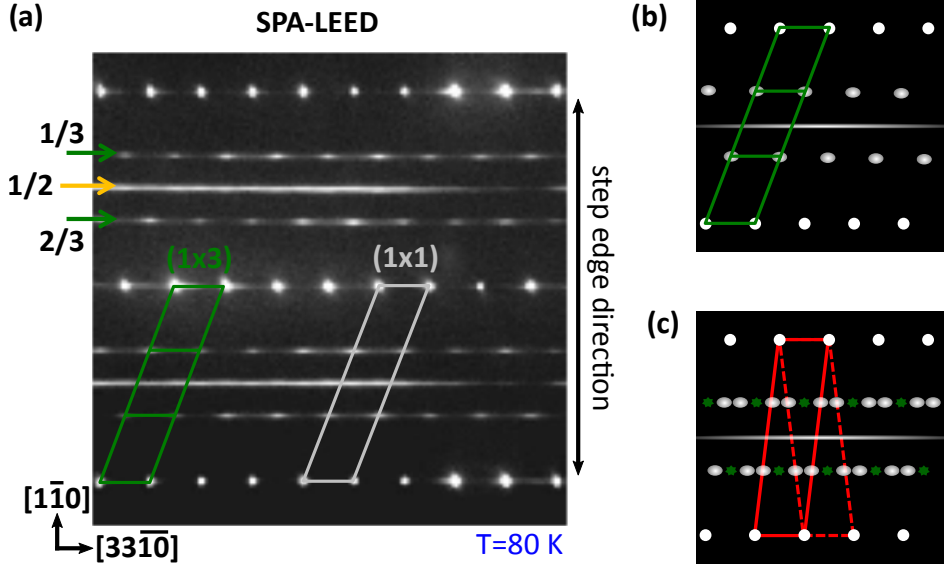 (a)
SPA-LEED
1/3
1/2
2/3
(1x3)
(1x1)
step edge direction
[11̅0]
[331̅0̅]
T=80 K
(b)
(c)